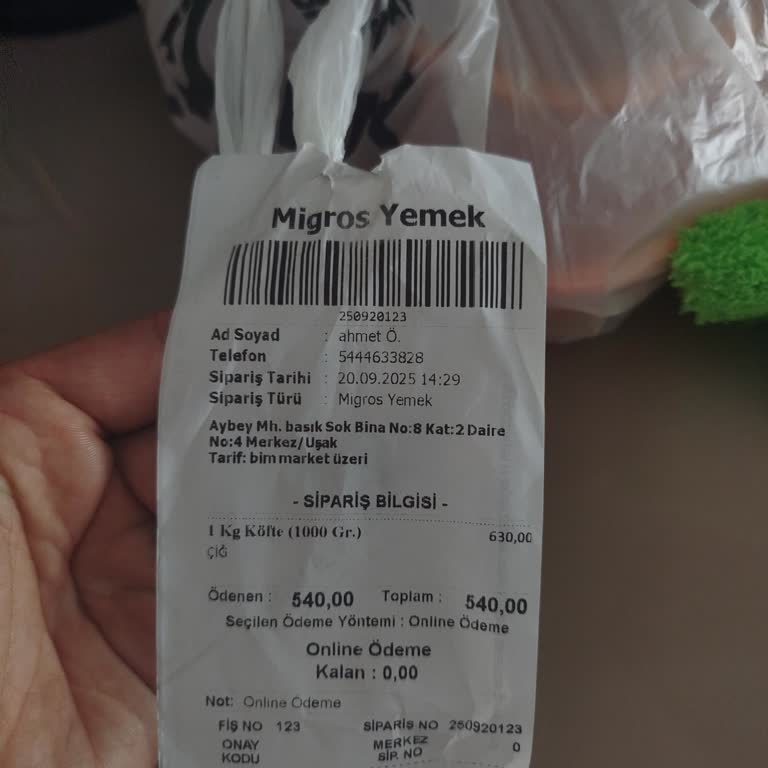 Migros Yemek
250920123
Ad Soyad : ahmet Ö.
Telefon : 5444633828
Sipariş Tarihi : 20.09.2025 14:29
Sipariş Türü : Migros Yemek
Aybey Mh. basık Sok Bina No:8 Kat:2 Daire
No:4 Merkez/Uşak
Tarif: bim market üzeri
- SİPARİŞ BİLGİSİ -
1 Kg Köfte (1000 Gr.) 630,00
ÇİĞ
Ödenen : 540,00 Toplam : 540,00
Seçilen Ödeme Yöntemi : Online Ödeme
Online Ödeme
Kalan : 0,00
Not: Online Ödeme
FİŞ NO 123 SİPARİS NO 250920123
ONAY KODU MERKEZ SİP. NO 0